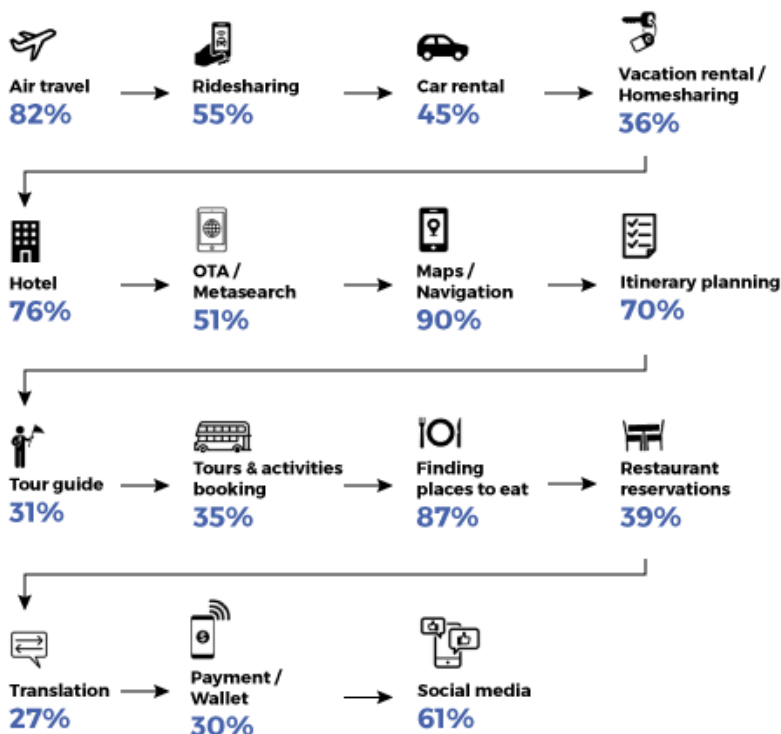 Air travel
82%
Ridesharing
55%
Car rental
45%
Vacation rental /
Homesharing
36%
Hotel
76%
OTA /
Metasearch
51%
Maps /
Navigation
90%
Itinerary planning
70%
Tour guide
31%
Tours & activities
booking
35%
Finding
places to eat
87%
Restaurant
reservations
39%
Translation
27%
Payment /
Wallet
30%
Social media
61%